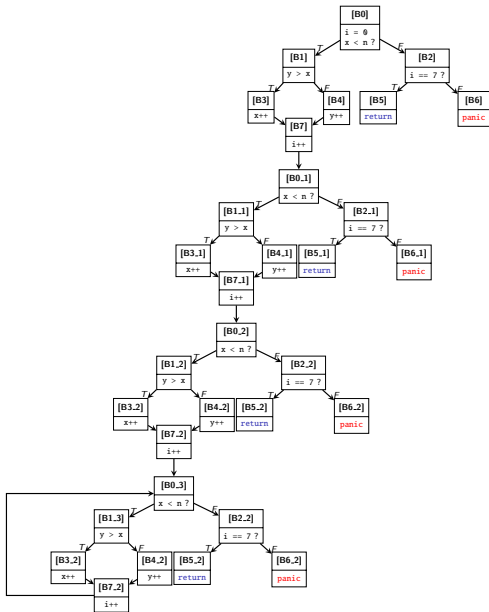 [B0]
i = 0
x < n ?
T
F
[B1]
y > x
[B2]
i == 7 ?
T
F
T
F
[B3]
x++
[B4]
y++
[B5]
return
[B6]
panic
[B7]
i++
[B0_1]
x < n ?
T
F
[B1_1]
y > x
[B2_1]
i == 7 ?
T
F
T
F
[B3_1]
x++
[B4_1]
y++
[B5_1]
return
[B6_1]
panic
[B7_1]
i++
[B0_2]
x < n ?
T
F
[B1_2]
y > x
[B2_2]
i == 7 ?
T
F
T
F
[B3_2]
x++
[B4_2]
y++
[B5_2]
return
[B6_2]
panic
[B7_2]
i++
[B0_3]
x < n ?
T
F
[B1_3]
y > x
[B2_2]
i == 7 ?
T
F
T
F
[B3_2]
x++
[B4_2]
y++
[B5_2]
return
[B6_2]
panic
[B7_2]
i++